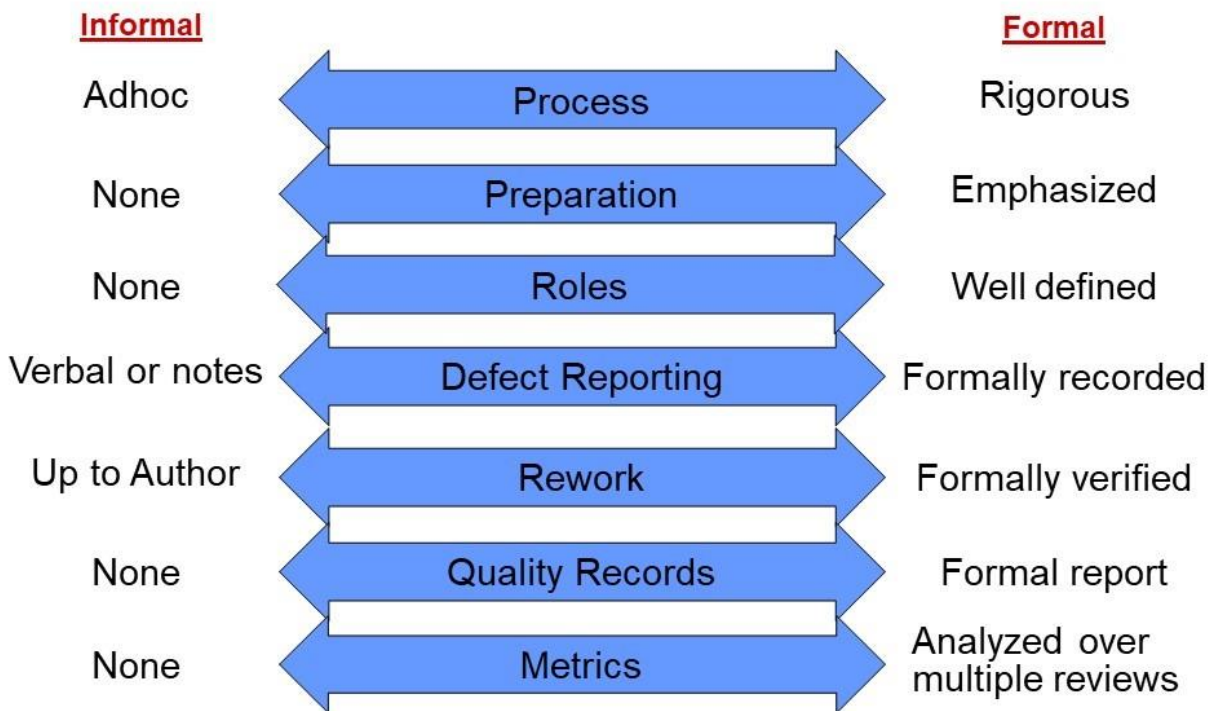 Informal Formal
Adhoc Process Rigorous
None Preparation Emphasized
None Roles Well defined
Verbal or notes Defect Reporting Formally recorded
Up to Author Rework Formally verified
None Quality Records Formal report
None Metrics Analyzed over
multiple reviews